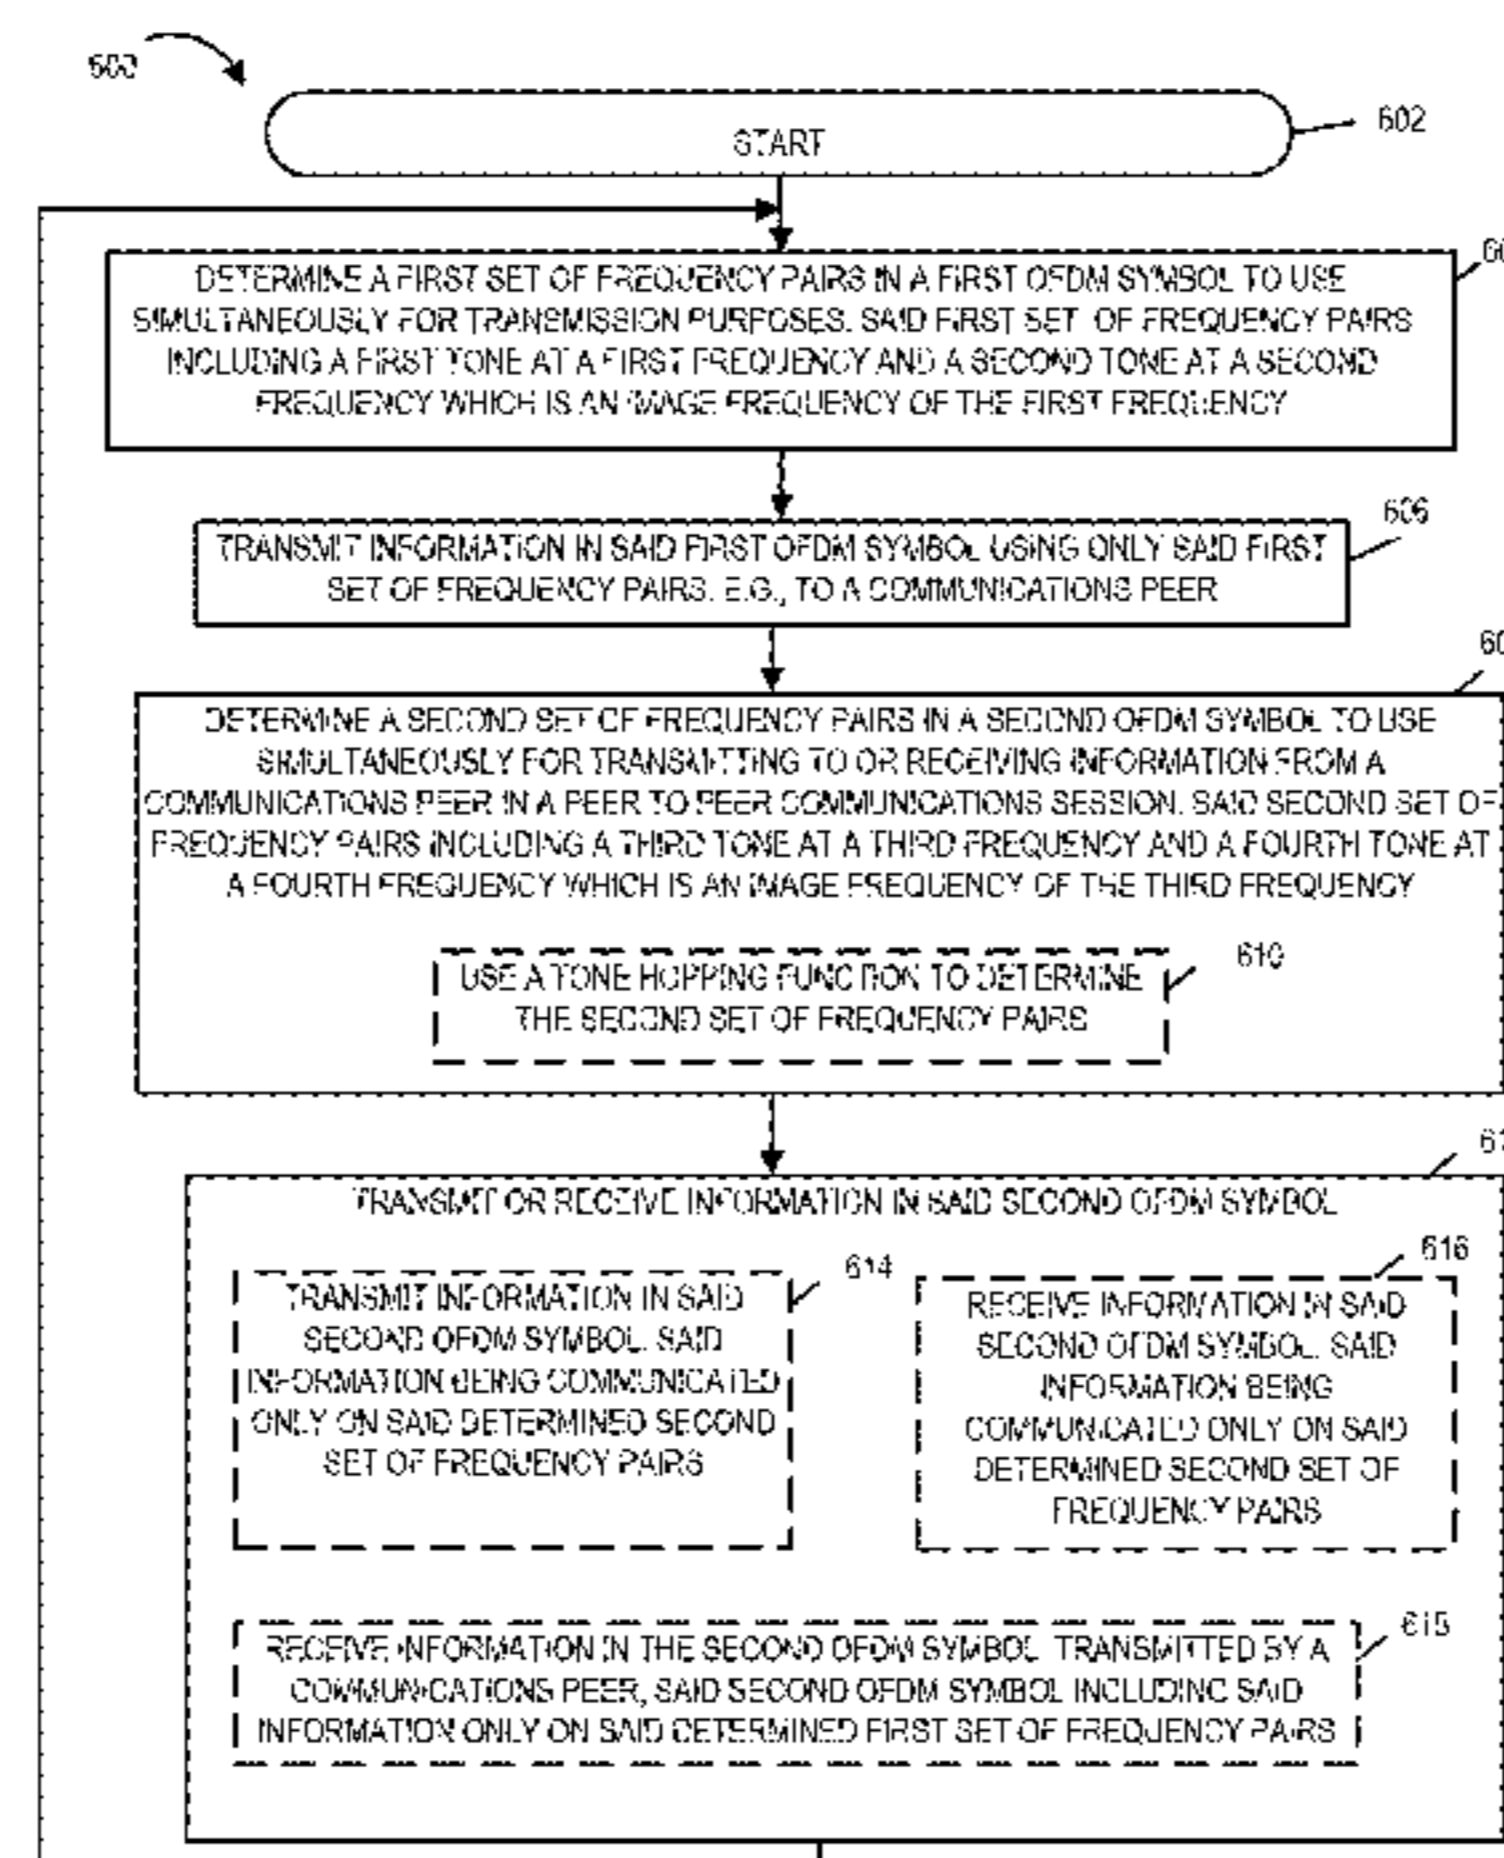 600
START
602
DETERMINE A FIRST SET OF FREQUENCY PAIRS IN A FIRST OFDM SYMBOL TO USE
SIMULTANEOUSLY FOR TRANSMISSION PURPOSES, SAID FIRST SET OF FREQUENCY PAIRS
INCLUDING A FIRST TONE AT A FIRST FREQUENCY AND A SECOND TONE AT A SECOND
FREQUENCY WHICH IS AN IMAGE FREQUENCY OF THE FIRST FREQUENCY
606
TRANSMIT INFORMATION IN SAID FIRST OFDM SYMBOL USING ONLY SAID FIRST
SET OF FREQUENCY PAIRS, E.G., TO A COMMUNICATIONS PEER
DETERMINE A SECOND SET OF FREQUENCY PAIRS IN A SECOND OFDM SYMBOL TO USE
SIMULTANEOUSLY FOR TRANSMITTING TO OR RECEIVING INFORMATION FROM A
COMMUNICATIONS PEER IN A PEER TO PEER COMMUNICATIONS SESSION, SAID SECOND SET OF
FREQUENCY PAIRS INCLUDING A THIRD TONE AT A THIRD FREQUENCY AND A FOURTH TONE AT
A FOURTH FREQUENCY WHICH IS AN IMAGE FREQUENCY OF THE THIRD FREQUENCY
610
USE A TONE HOPPING FUNCTION TO DETERMINE
THE SECOND SET OF FREQUENCY PAIRS
TRANSMIT OR RECEIVE INFORMATION IN SAID SECOND OFDM SYMBOL
614
TRANSMIT INFORMATION IN SAID
SECOND OFDM SYMBOL, SAID
INFORMATION BEING COMMUNICATED
ONLY ON SAID DETERMINED SECOND
SET OF FREQUENCY PAIRS
616
RECEIVE INFORMATION IN SAID
SECOND OFDM SYMBOL, SAID
INFORMATION BEING
COMMUNICATED ONLY ON SAID
DETERMINED SECOND SET OF
FREQUENCY PAIRS
RECEIVE INFORMATION IN THE SECOND OFDM SYMBOL TRANSMITTED BY A
COMMUNICATIONS PEER, SAID SECOND OFDM SYMBOL INCLUDING SAID
INFORMATION ONLY ON SAID DETERMINED FIRST SET OF FREQUENCY PAIRS